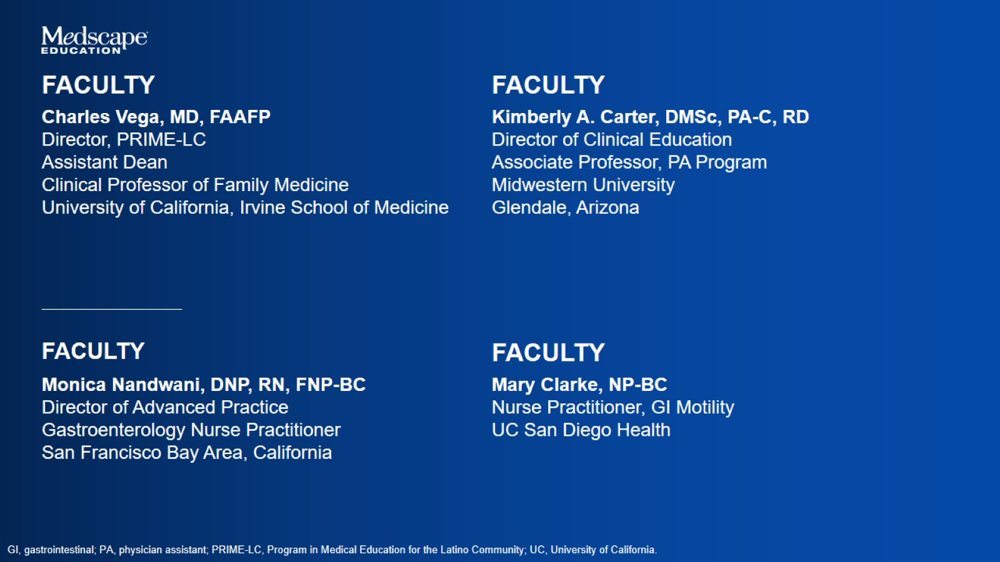 Medscape
EDUCATION
FACULTY
Charles Vega, MD, FAAFP
Director, PRIME-LC
Assistant Dean
Clinical Professor of Family Medicine
University of California, Irvine School of Medicine
FACULTY
Kimberly A. Carter, DMSc, PA-C, RD
Director of Clinical Education
Associate Professor, PA Program
Midwestern University
Glendale, Arizona
FACULTY
Monica Nandwani, DNP, RN, FNP-BC
Director of Advanced Practice
Gastroenterology Nurse Practitioner
San Francisco Bay Area, California
FACULTY
Mary Clarke, NP-BC
Nurse Practitioner, GI Motility
UC San Diego Health
GI, gastrointestinal; PA, physician assistant; PRIME-LC, Program in Medical Education for the Latino Community; UC, University of California.